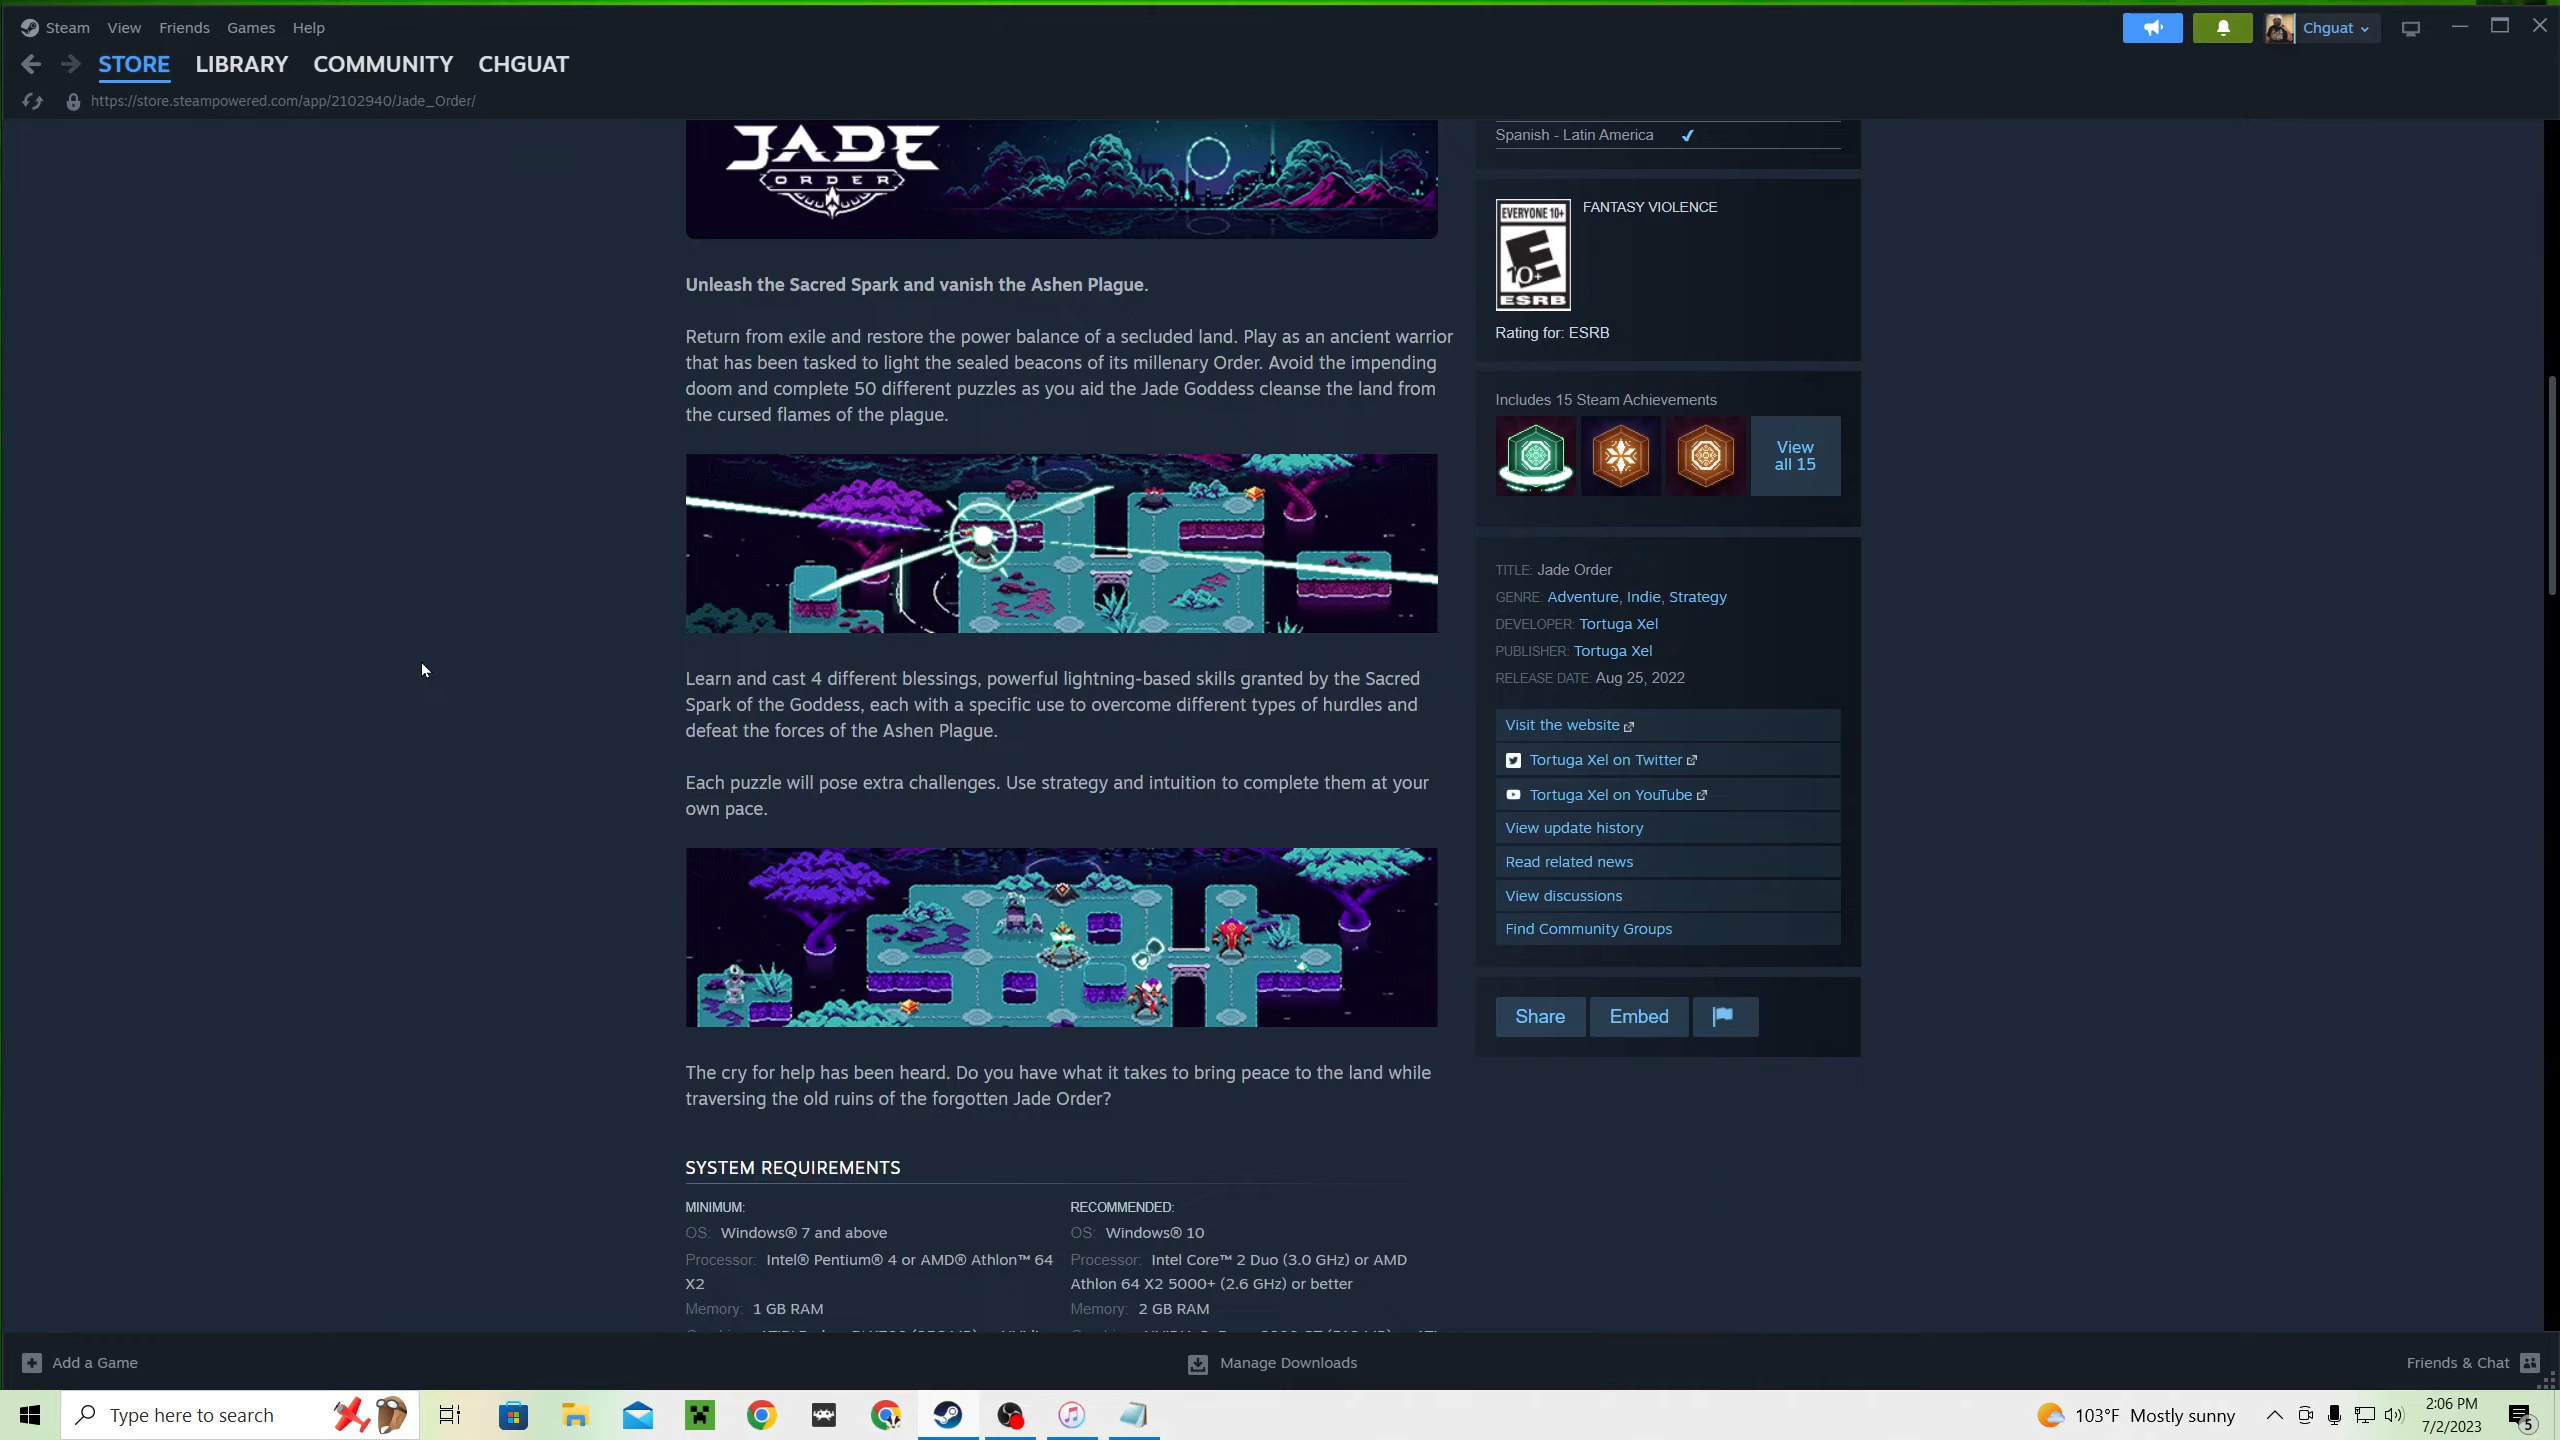 Steam View Friends Games Help
Chguat
STORE LIBRARY COMMUNITY CHGUAT
https://store.steampowered.com/app/2102940/Jade_Order/
JADE
ORDER
Unleash the Sacred Spark and vanish the Ashen Plague.
Return from exile and restore the power balance of a secluded land. Play as an ancient warrior
that has been tasked to light the sealed beacons of its millenary Order. Avoid the impending
doom and complete 50 different puzzles as you aid the Jade Goddess cleanse the land from
the cursed flames of the plague.
Learn and cast 4 different blessings, powerful lightning-based skills granted by the Sacred
Spark of the Goddess, each with a specific use to overcome different types of hurdles and
defeat the forces of the Ashen Plague.
Each puzzle will pose extra challenges. Use strategy and intuition to complete them at your
own pace.
The cry for help has been heard. Do you have what it takes to bring peace to the land while
traversing the old ruins of the forgotten Jade Order?
SYSTEM REQUIREMENTS
MINIMUM:
OS: Windows® 7 and above
Processor: Intel® Pentium® 4 or AMD® Athlon™ 64
X2
Memory: 1 GB RAM
RECOMMENDED:
OS: Windows® 10
Processor: Intel Core™ 2 Duo (3.0 GHz) or AMD
Athlon 64 X2 5000+ (2.6 GHz) or better
Memory: 2 GB RAM
Spanish - Latin America
EVERYONE 10+
E
10+
ESRB
FANTASY VIOLENCE
Rating for: ESRB
Includes 15 Steam Achievements
View
all 15
TITLE: Jade Order
GENRE: Adventure, Indie, Strategy
DEVELOPER: Tortuga Xel
PUBLISHER: Tortuga Xel
RELEASE DATE: Aug 25, 2022
Visit the website
Tortuga Xel on Twitter
Tortuga Xel on YouTube
View update history
Read related news
View discussions
Find Community Groups
Share Embed
Add a Game
Manage Downloads
Friends & Chat
Type here to search
103°F Mostly sunny
2:06 PM
7/2/2023
5